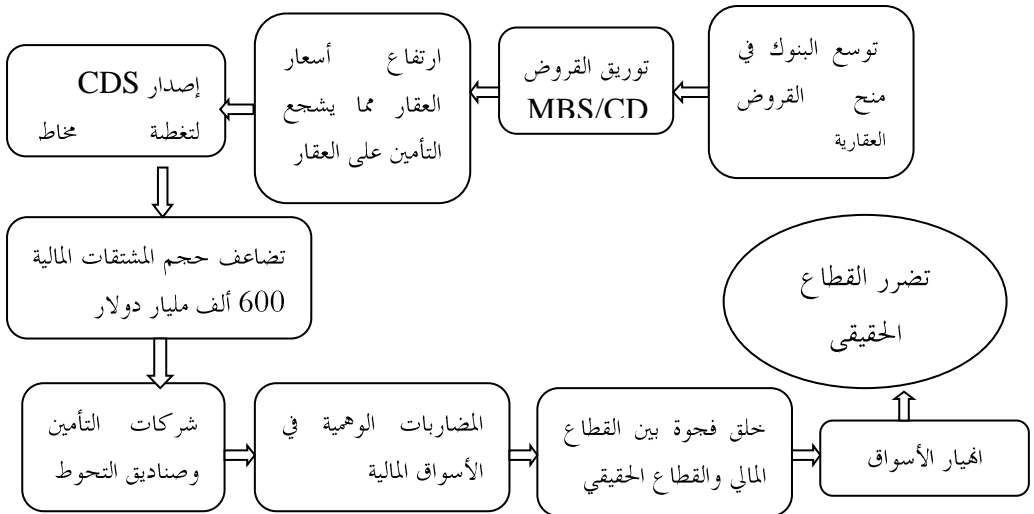 توسع البنوك في
منح القروض
العقارية
توريق القروض
MBS/CD
ارتفاع أسعار
العقار مما يشجع
التأمين على العقار
إصدار CDS
لتغطية مخاط
تضاعف حجم المشتقات المالية
600 ألف مليار دولار
شركات التأمين
وصناديق التحوط
المضاربات الوهمية في
الأسواق المالية
خلق فجوة بين القطاع
المالي والقطاع الحقيقي
انهيار الأسواق
تضرر القطاع
الحقيقى